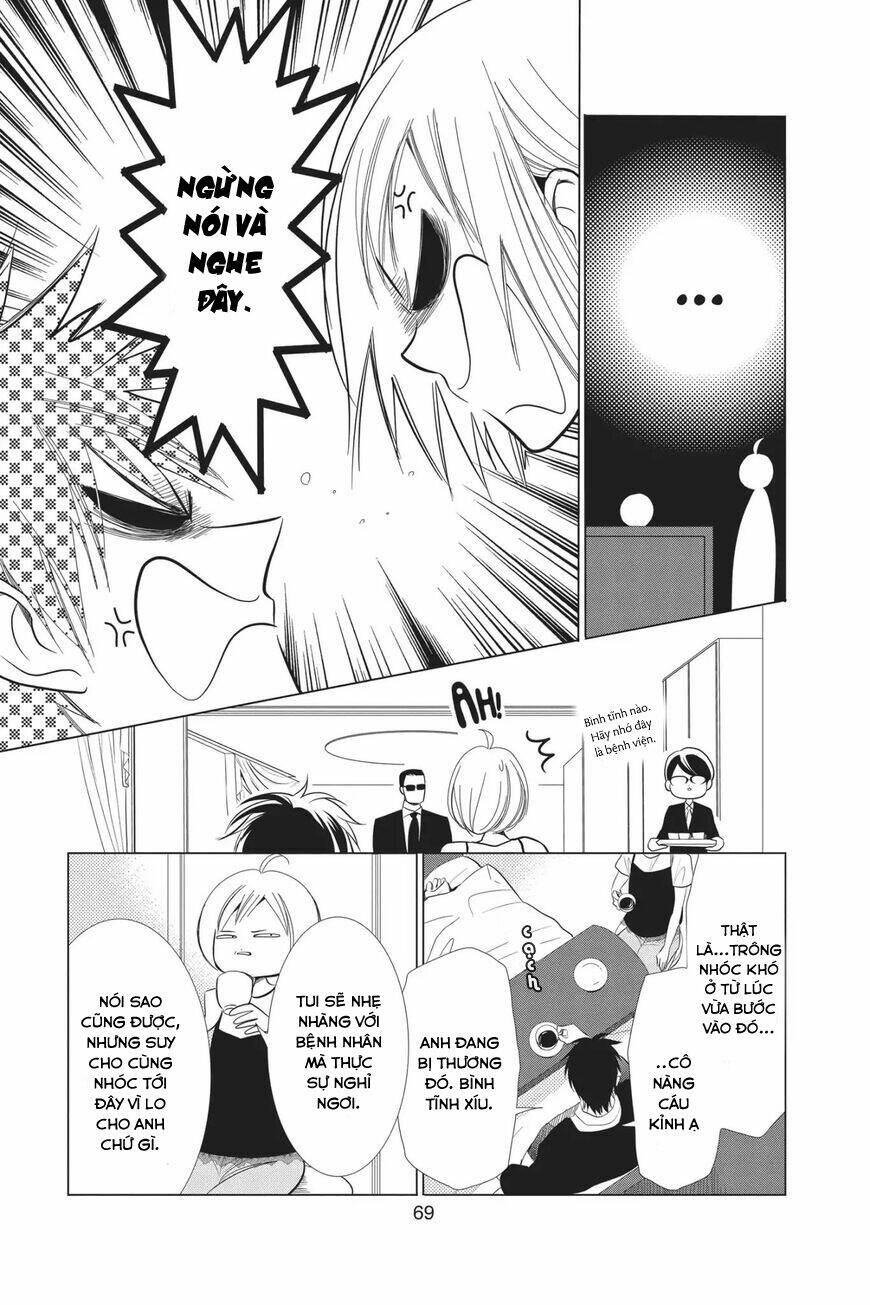 ...
NGỪNG
NÓI VÀ
NGHE
ĐÂY.
Bình tĩnh nào.
Hãy nhớ đây
là bệnh viện.
AH!
THẬT
LÀ...TRÔNG
NHÓC KHÓ
Ở TỪ LÚC
VỪA BƯỚC
VÀO ĐÓ...
..CÔ
NÀNG
CÁU
KỈNH Ạ
cạch
ANH ĐANG
BỊ THƯƠNG
ĐÓ. BÌNH
TĨNH XÍU.
TUI SẼ NHẸ
NHÀNG VỚI
BỆNH NHÂN
MÀ THỰC
SỰ NGHỈ
NGƠI.
NÓI SAO
CŨNG ĐƯỢC,
NHƯNG SUY
CHO CÙNG
NHÓC TỚI
ĐÂY VÌ LO
CHO ANH
CHỨ GÌ.
69